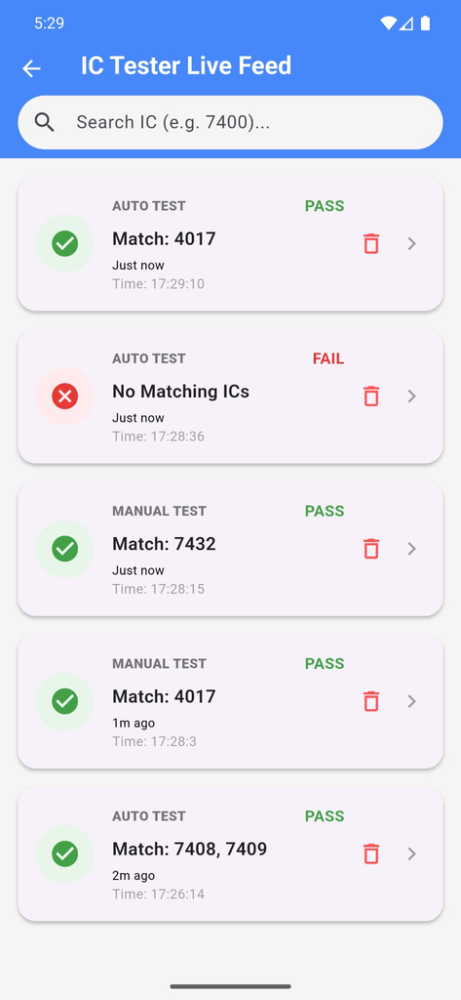 5:29
IC Tester Live Feed
Search IC (e.g. 7400)...
AUTO TEST PASS
Match: 4017
Just now
Time: 17:29:10
AUTO TEST FAIL
No Matching ICs
Just now
Time: 17:28:36
MANUAL TEST PASS
Match: 7432
Just now
Time: 17:28:15
MANUAL TEST PASS
Match: 4017
1m ago
Time: 17:28:3
AUTO TEST PASS
Match: 7408, 7409
2m ago
Time: 17:26:14